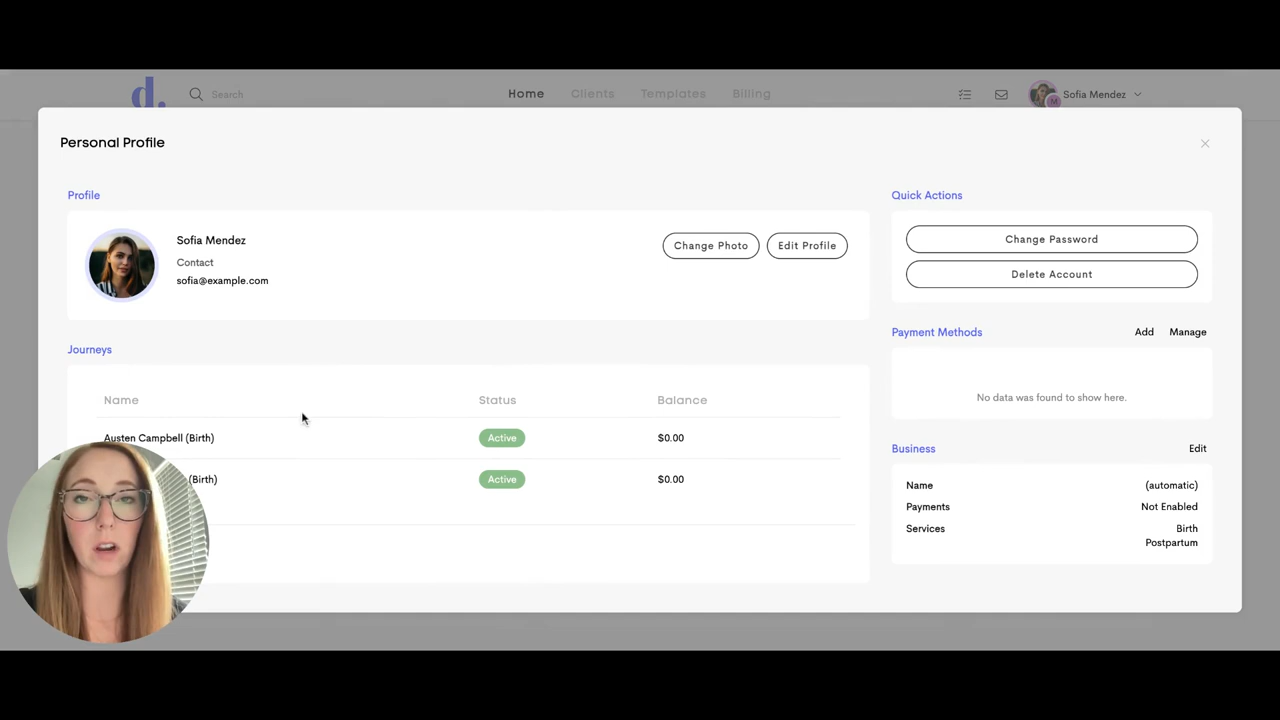 d.
Search
Home
Clients
Templates
Billing
M
Sofia Mendez
Personal Profile
Profile
Sofia Mendez
Contact
sofia@example.com
Change Photo
Edit Profile
Journeys
Name Status Balance
Austen Campbell (Birth) Active $0.00
(Birth) Active $0.00
Quick Actions
Change Password
Delete Account
Payment Methods
Add
Manage
No data was found to show here.
Business
Edit
Name (automatic)
Payments Not Enabled
Services Birth
Postpartum